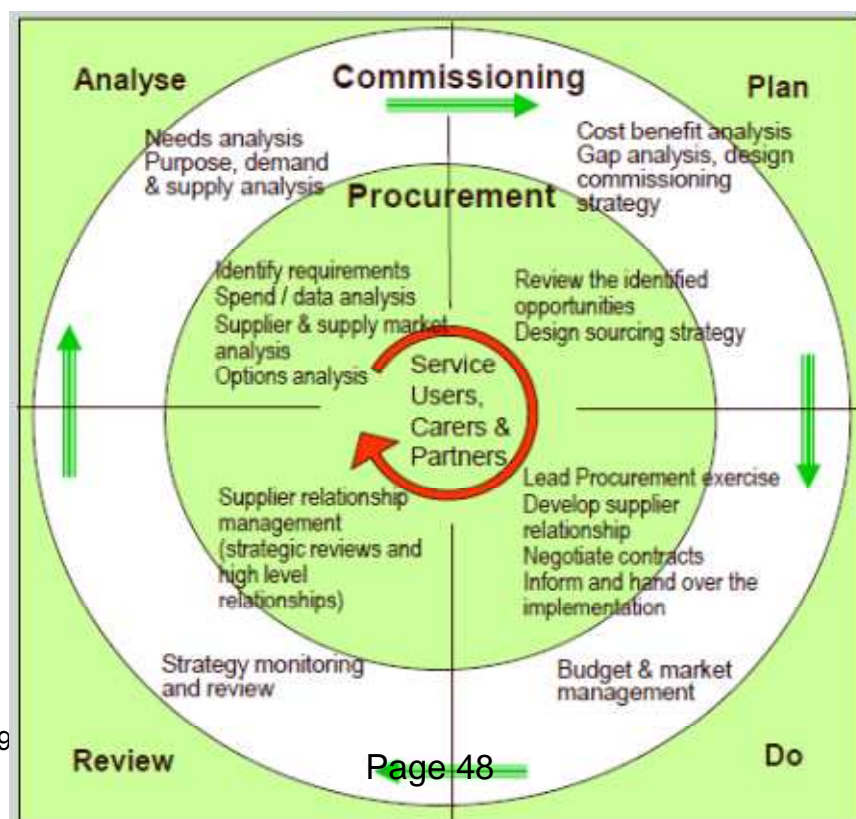 Analyse
Commissioning
Plan
Needs analysis
Purpose, demand
& supply analysis
Cost benefit analysis
Gap analysis, design
commissioning
strategy
Procurement
Identify requirements
Spend / data analysis
Supplier & supply market
analysis
Options analysis
Review the identified
opportunities
Design sourcing strategy
Service
Users,
Carers &
Partners
Supplier relationship
management
(strategic reviews and
high level
relationships)
Lead Procurement exercise
Develop supplier
relationship
Negotiate contracts
Inform and hand over the
implementation
Strategy monitoring
and review
Budget & market
management
9
Review
Page 48
Do